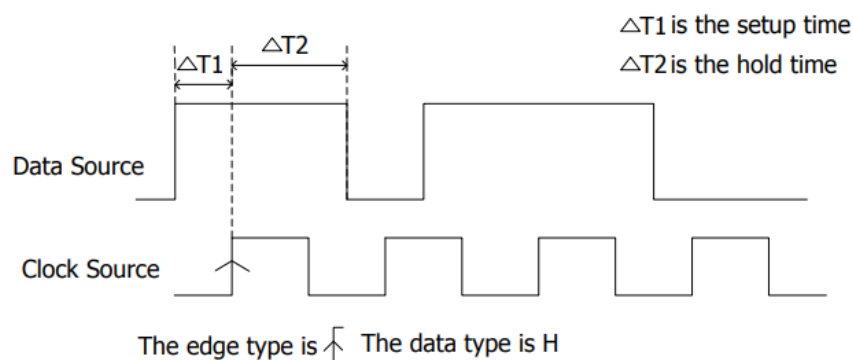 △T1 is the setup time
△T2
△T2 is the hold time
△T1
Data Source
Clock Source
The edge type is The data type is H